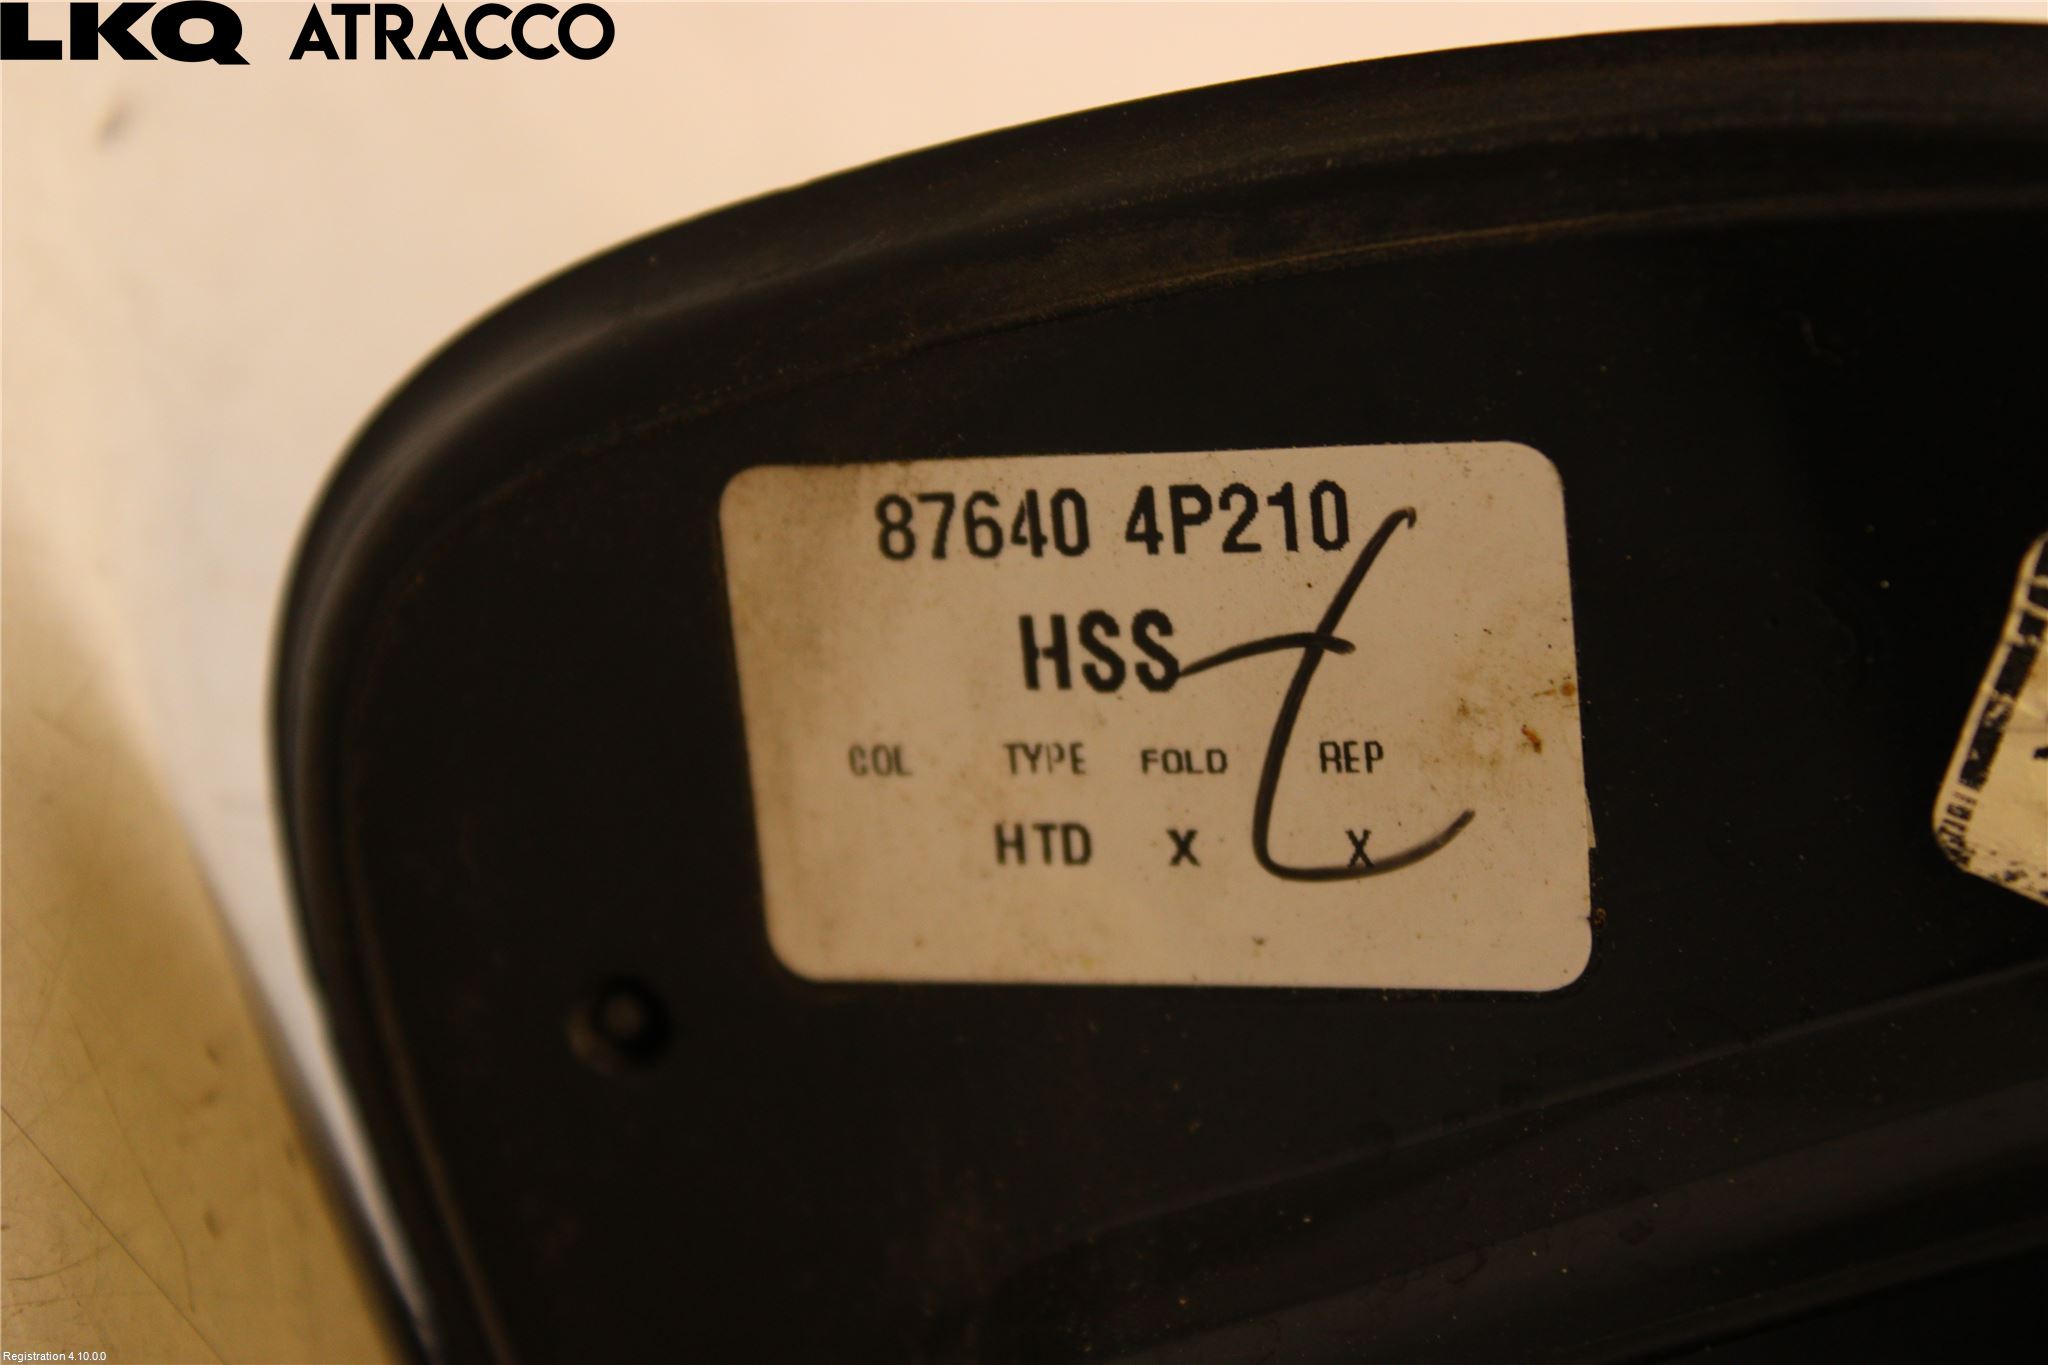 LKQ ATRACCO
87640 4P210
HSS
COL TYPE FOLD REP
HTD X X
Registration 4.10.0.0